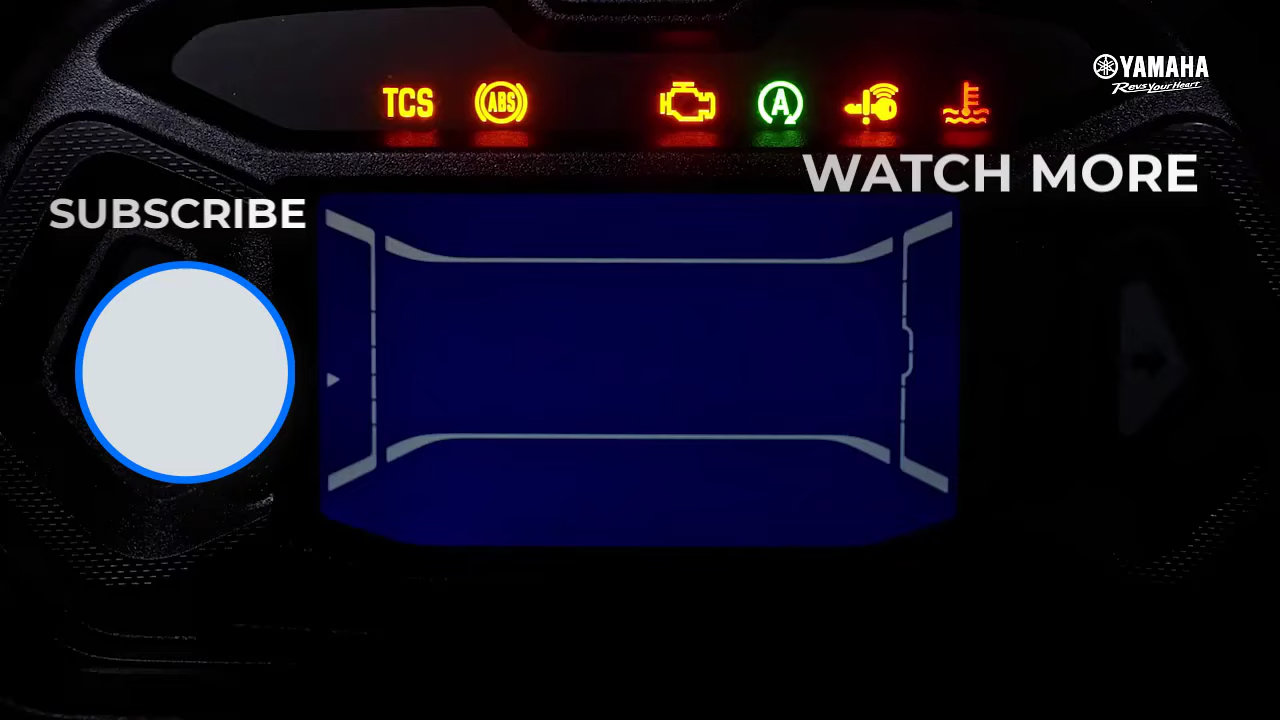 YAMAHA
Revs Your Heart
TCS
ABS
A
WATCH MORE
SUBSCRIBE